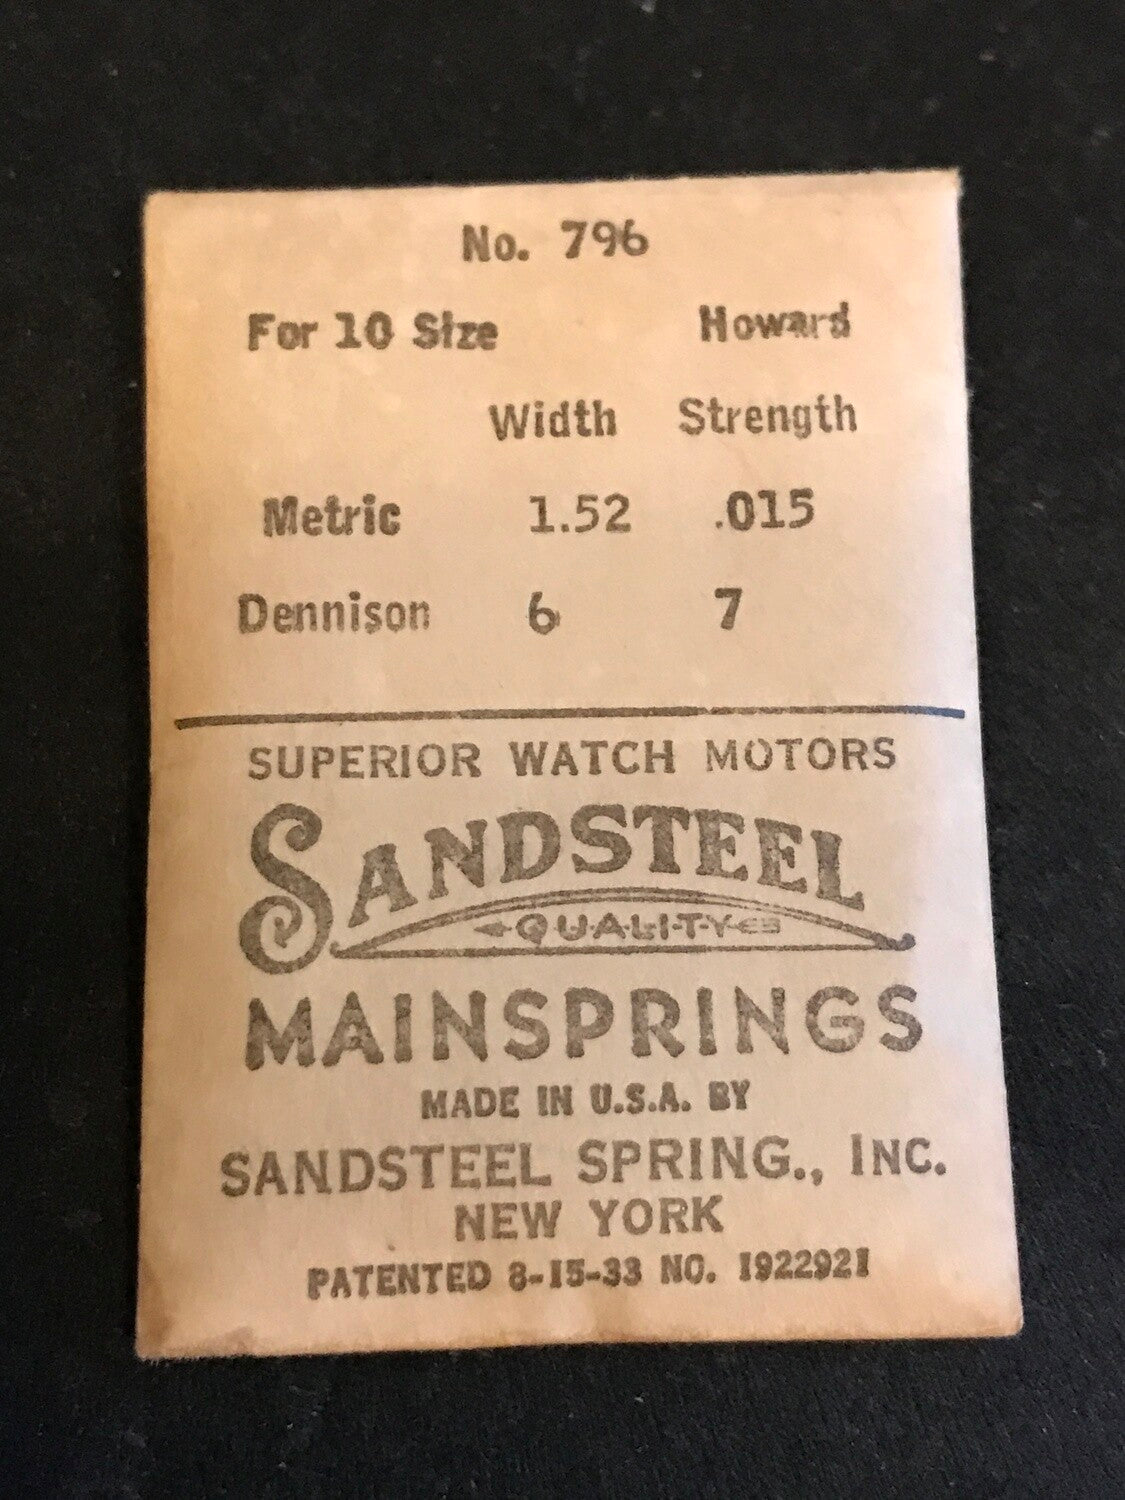 No. 796
For 10 Size Howard
Width Strength
Metric 1.52 .015
Dennison 6 7
SUPERIOR WATCH MOTORS
SANDSTEEL
QUALITY
MAINSPRINGS
MADE IN U.S.A. BY
SANDSTEEL SPRING., INC.
NEW YORK
PATENTED 8-15-33 NO. 1922921